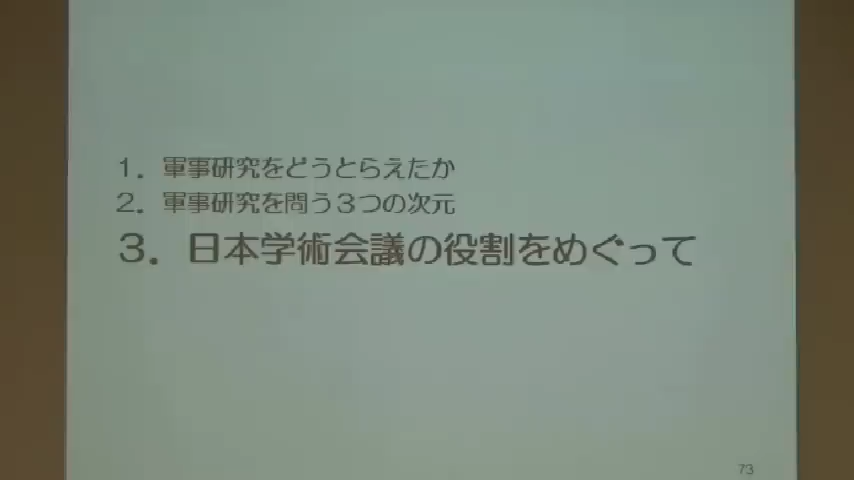 1. 軍事研究をどうとらえたか
2. 軍事研究を問う３つの次元
3. 日本学術会議の役割をめぐって
73